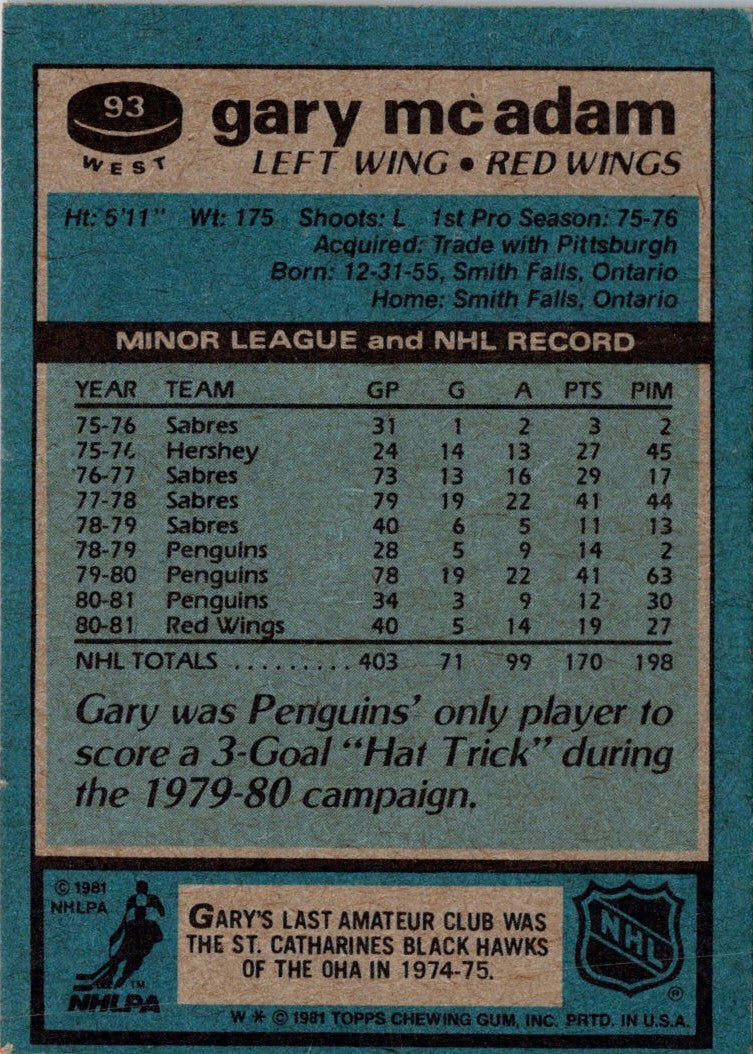 93
WEST
gary mcadam
LEFT WING • RED WINGS
Ht: 5'11" Wt: 175 Shoots: L 1st Pro Season: 75-76
Acquired: Trade with Pittsburgh
Born: 12-31-55, Smith Falls, Ontario
Home: Smith Falls, Ontario
MINOR LEAGUE and NHL RECORD
YEAR TEAM GP G A PTS PIM
75-76 Sabres 31 1 2 3 2
75-76 Hershey 24 14 13 27 45
76-77 Sabres 73 13 16 29 17
77-78 Sabres 79 19 22 41 44
78-79 Sabres 40 6 5 11 13
78-79 Penguins 28 5 9 14 2
79-80 Penguins 78 19 22 41 63
80-81 Penguins 34 3 9 12 30
80-81 Red Wings 40 5 14 19 27
NHL TOTALS .......... 403 71 99 170 198
Gary was Penguins' only player to
score a 3-Goal "Hat Trick" during
the 1979-80 campaign.
© 1981
NHLPA
TM
NHLPA
GARY'S LAST AMATEUR CLUB WAS
THE ST. CATHARINES BLACK HAWKS
OF THE OHA IN 1974-75.
NHL
®
W * © 1981 TOPPS CHEWING GUM, INC. PRTD. IN U.S.A.